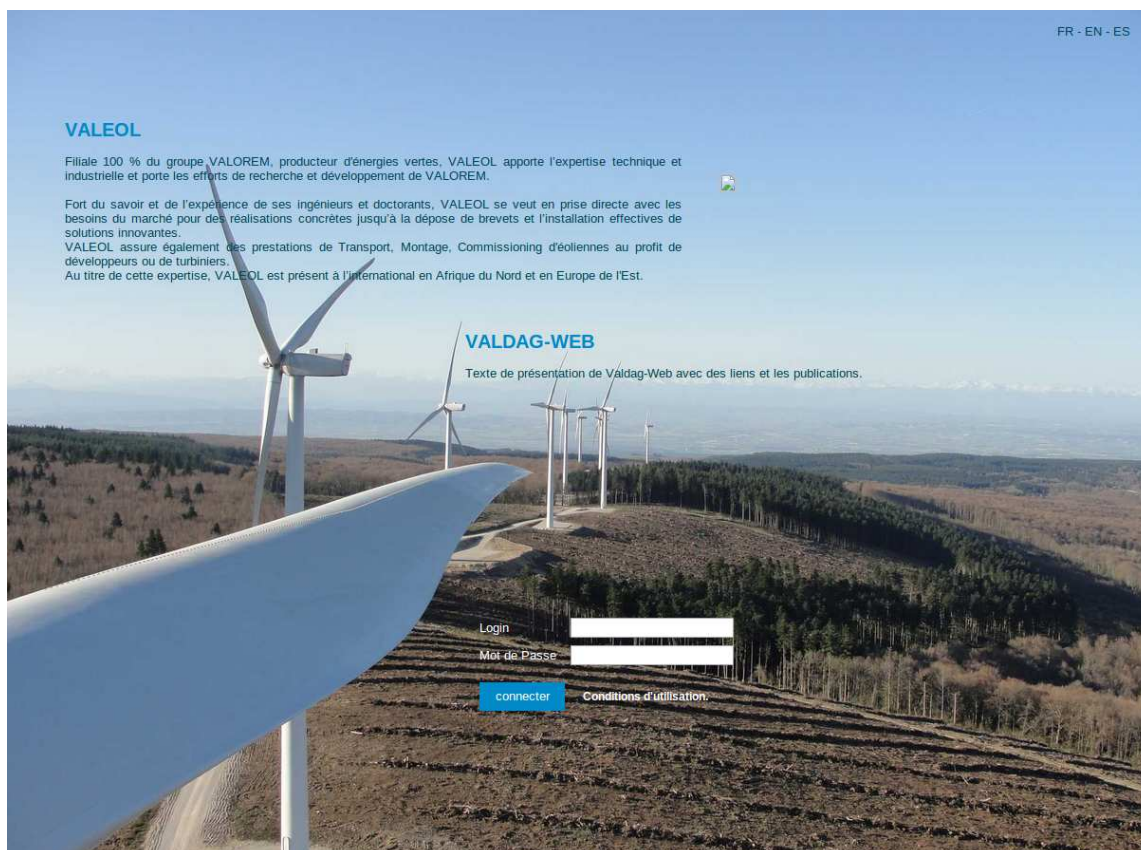 FR - EN - ES
VALEOL
Filiale 100 % du groupe VALOREM, producteur d'énergies vertes, VALEOL apporte l'expertise technique et
industrielle et porte les efforts de recherche et développement de VALOREM.
Fort du savoir et de l'expérience de ses ingénieurs et doctorants, VALEOL se veut en prise directe avec les
besoins du marché pour des réalisations concrètes jusqu'à la dépose de brevets et l'installation effectives de
solutions innovantes.
VALEOL assure également des prestations de Transport, Montage, Commissioning d'éoliennes au profit de
développeurs ou de turbiniers.
Au titre de cette expertise, VALEOL est présent à l'international en Afrique du Nord et en Europe de l'Est.
VALDAG-WEB
Texte de présentation de Valdag-Web avec des liens et les publications.
Login
Mot de Passe
connecter Conditions d'utilisation.